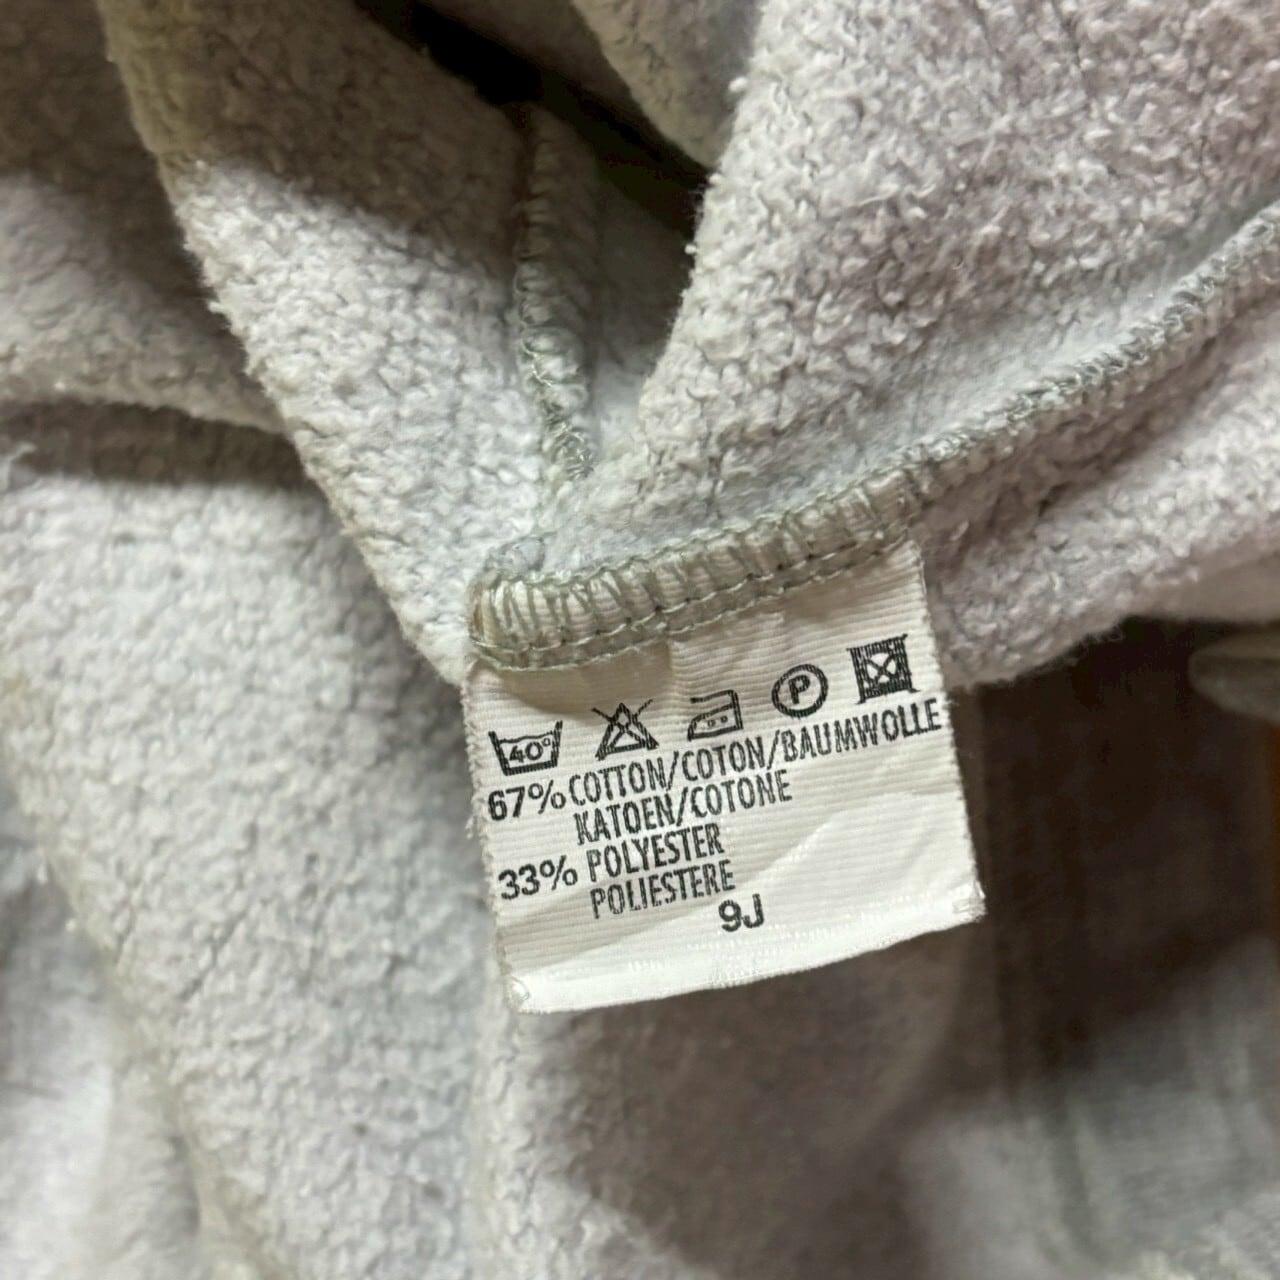 40° P
67% COTTON/COTON/BAUMWOLLE
KATOEN/COTONE
33% POLYESTER
POLIESTERE
9J